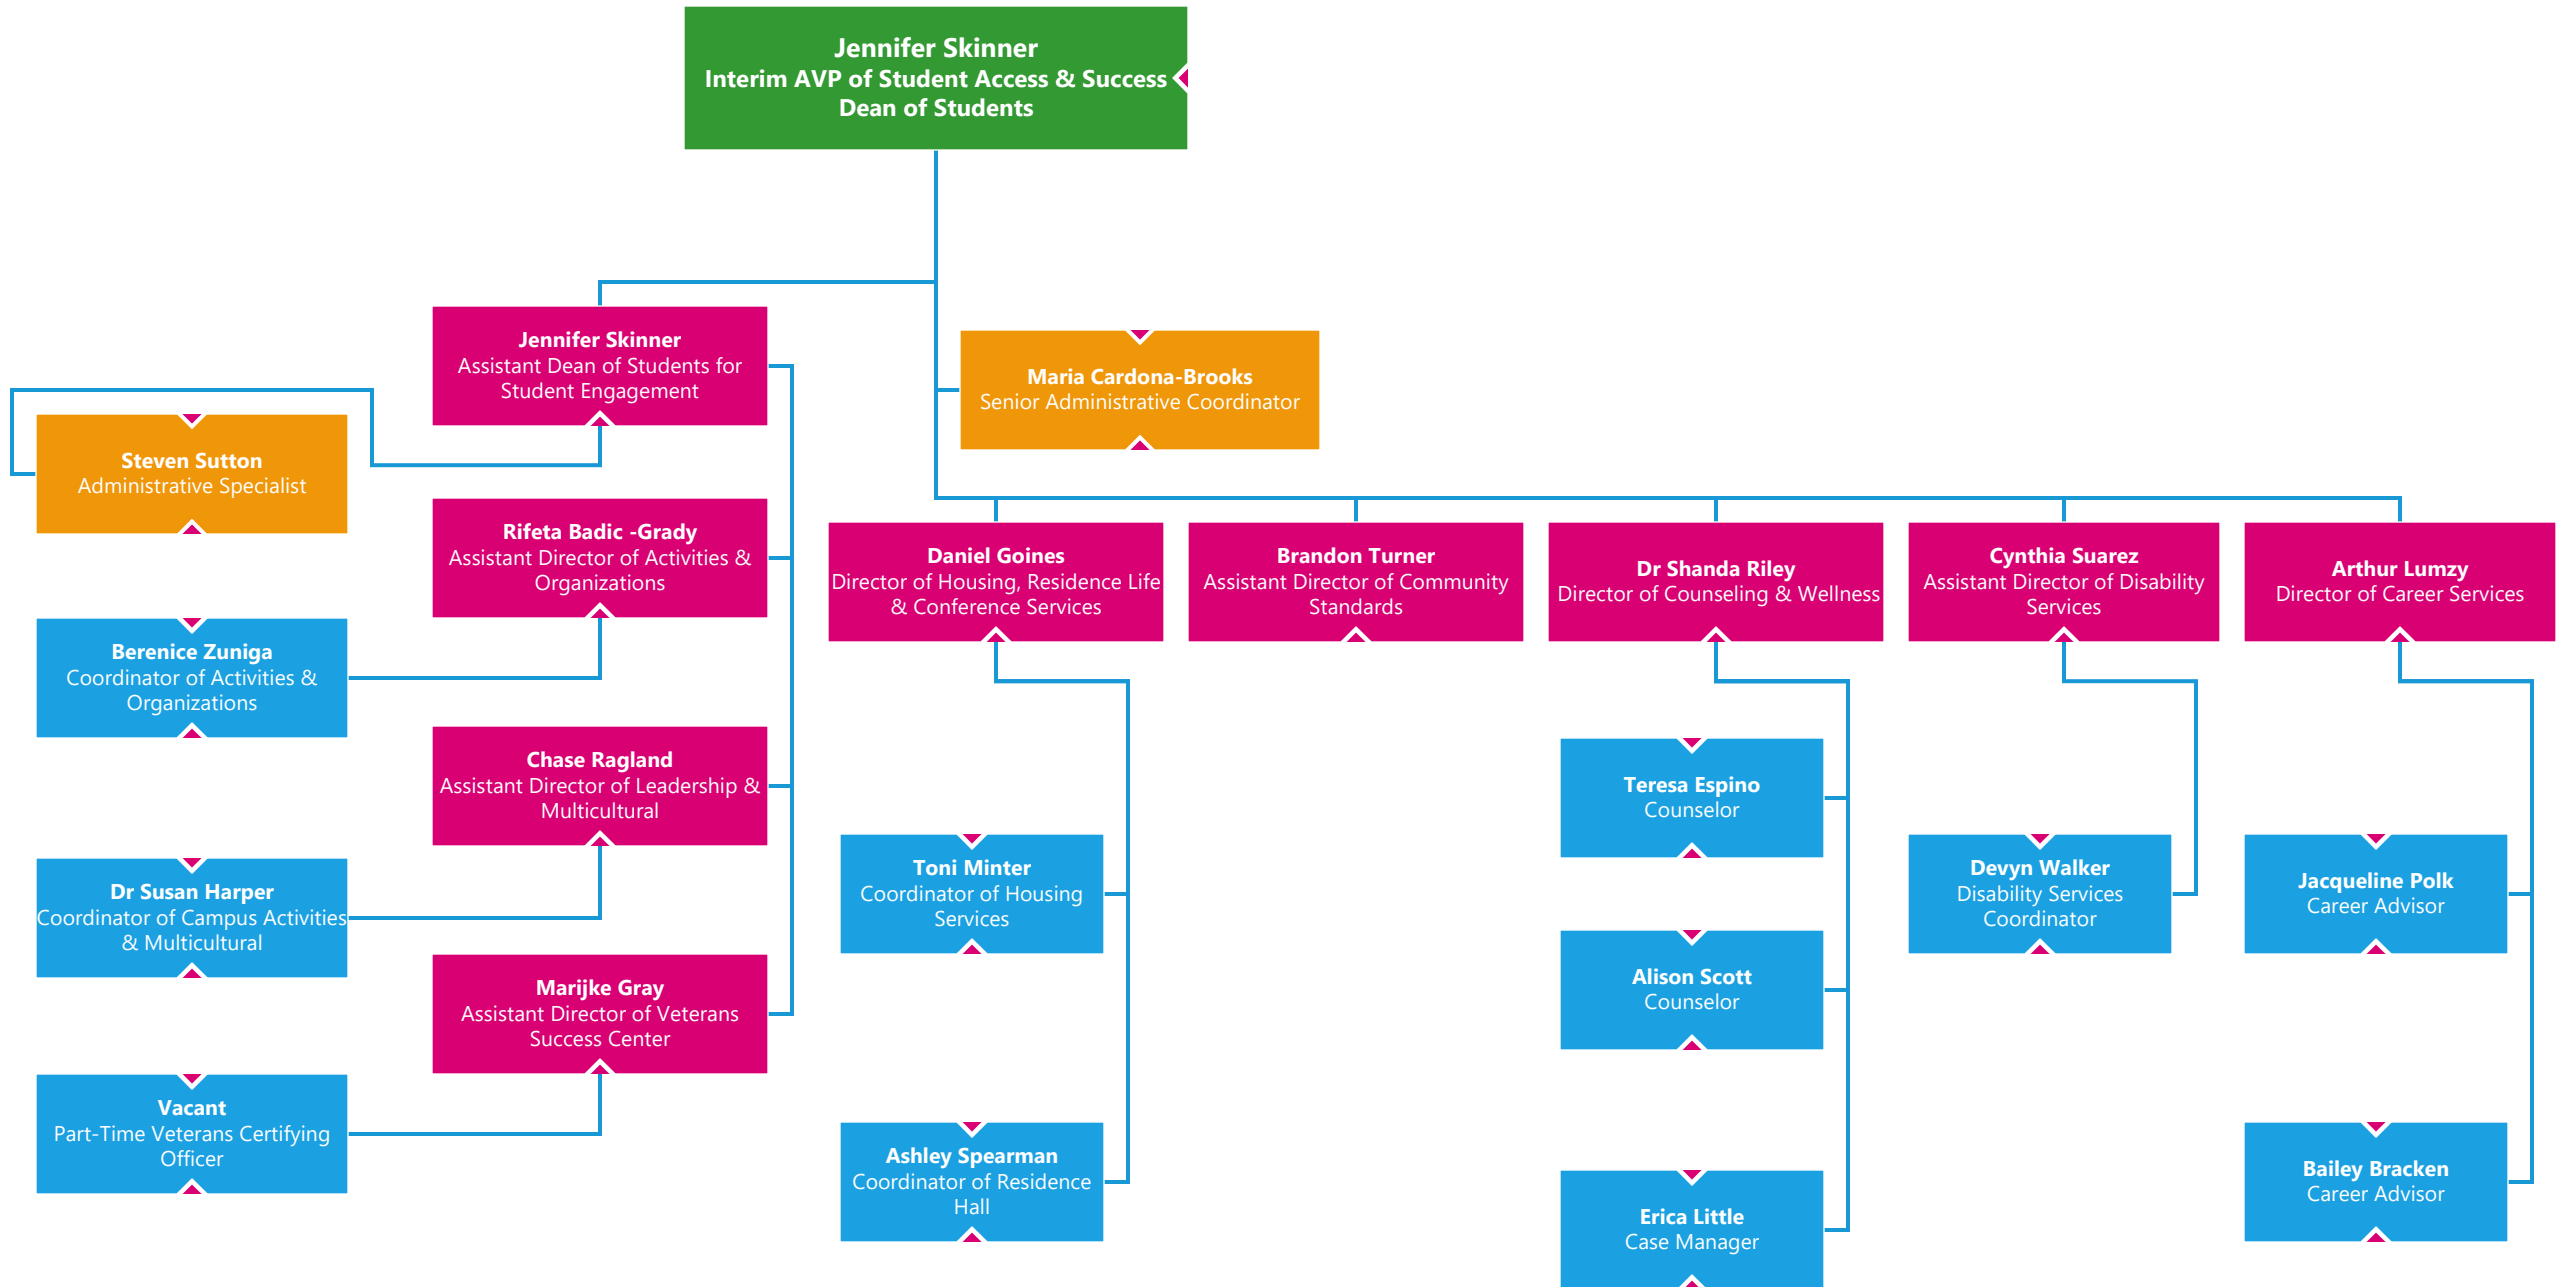 Jennifer Skinner
Interim AVP of Student Access & Success
Dean of Students
Jennifer Skinner
Assistant Dean of Students for
Student Engagement
Maria Cardona-Brooks
Senior Administrative Coordinator
Steven Sutton
Administrative Specialist
Rifeta Badic -Grady
Assistant Director of Activities &
Organizations
Berenice Zuniga
Coordinator of Activities &
Organizations
Chase Ragland
Assistant Director of Leadership &
Multicultural
Dr Susan Harper
Coordinator of Campus Activities
& Multicultural
Marijke Gray
Assistant Director of Veterans
Success Center
Vacant
Part-Time Veterans Certifying
Officer
Daniel Goines
Director of Housing, Residence Life
& Conference Services
Brandon Turner
Assistant Director of Community
Standards
Dr Shanda Riley
Director of Counseling & Wellness
Cynthia Suarez
Assistant Director of Disability
Services
Arthur Lumzy
Director of Career Services
Toni Minter
Coordinator of Housing
Services
Ashley Spearman
Coordinator of Residence
Hall
Teresa Espino
Counselor
Alison Scott
Counselor
Erica Little
Case Manager
Devyn Walker
Disability Services
Coordinator
Jacqueline Polk
Career Advisor
Bailey Bracken
Career Advisor